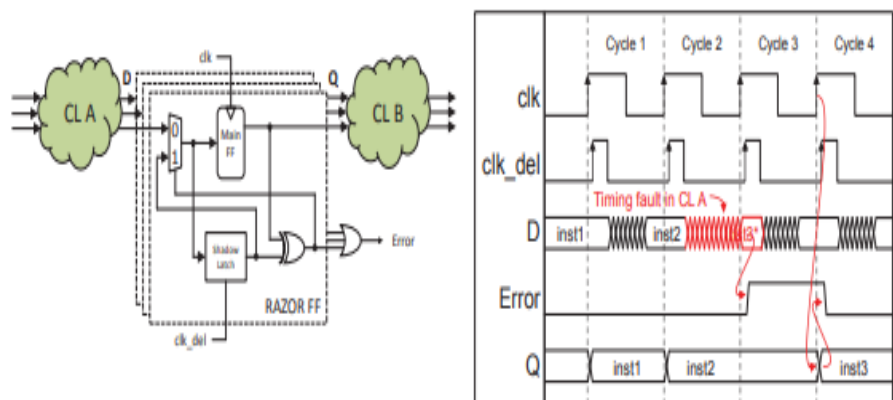 clk
D
Q
CL A
CL B
0
1
Main
FF
Shadow
Latch
Error
RAZOR FF
clk_del
Cycle 1
Cycle 2
Cycle 3
Cycle 4
clk
clk_del
Timing fault in CL A
D
inst1
inst2
Error
Q
inst1
inst2
inst3